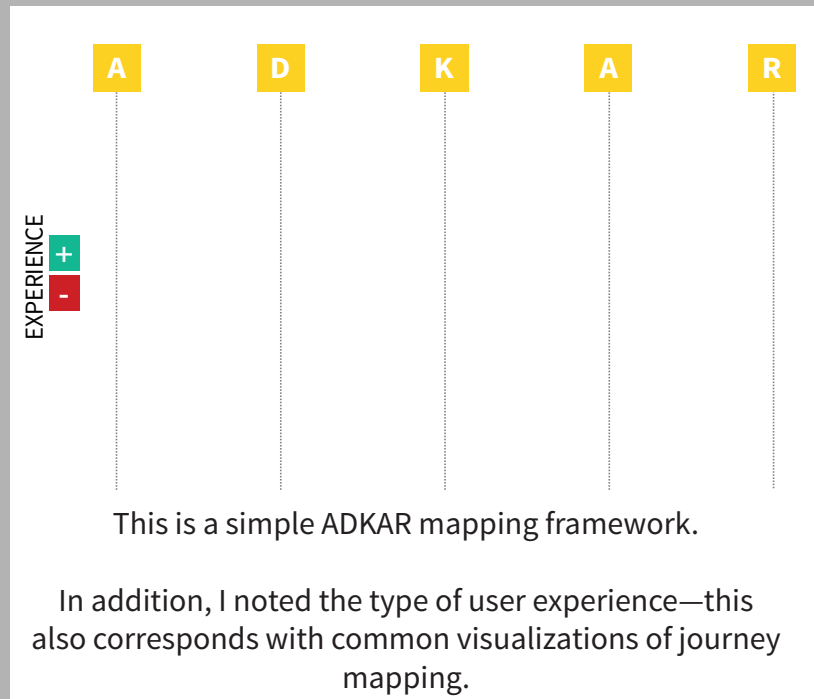 A D K A R
EXPERIENCE
+
-
This is a simple ADKAR mapping framework.
In addition, I noted the type of user experience—this
also corresponds with common visualizations of journey
mapping.